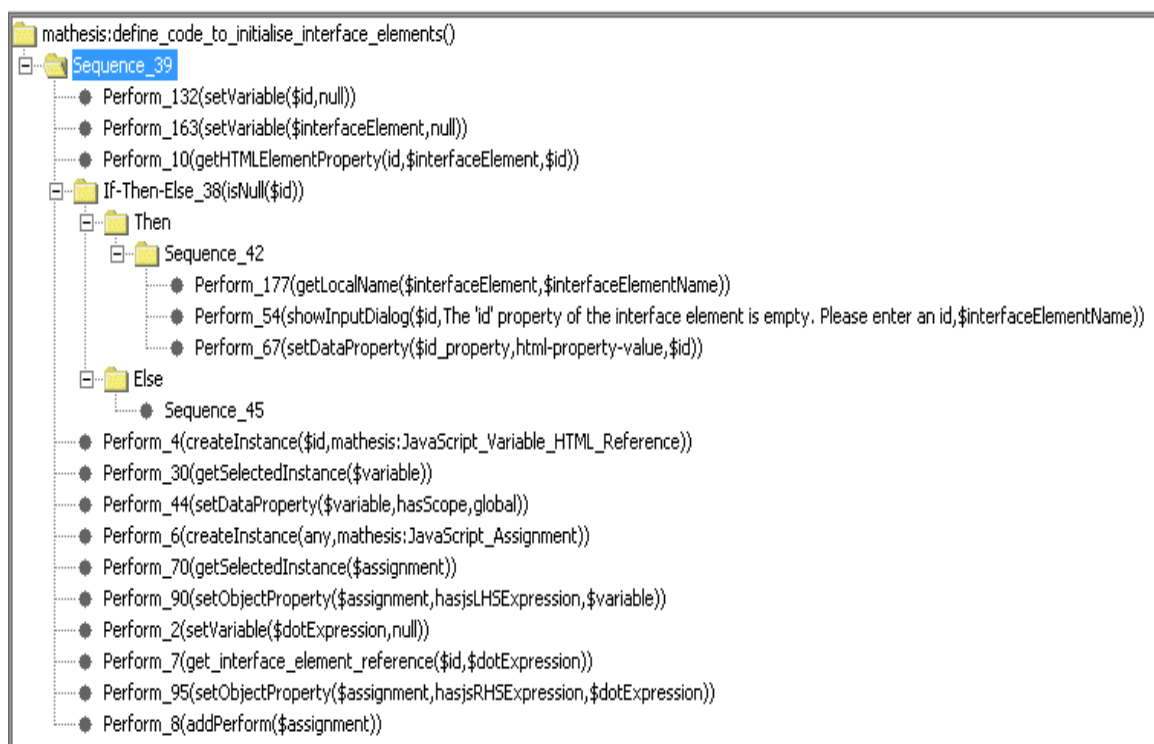 mathesis:define_code_to_initialise_interface_elements()
Sequence_39
Perform_132(setVariable($id,null))
Perform_163(setVariable($interfaceElement,null))
Perform_10(getHTMLElementProperty(id,$interfaceElement,$id))
If-Then-Else_38(isNull($id))
Then
Sequence_42
Perform_177(getLocalName($interfaceElement,$interfaceElementName))
Perform_54(showInputDialog($id,The 'id' property of the interface element is empty. Please enter an id,$interfaceElementName))
Perform_67(setDataProperty($id_property,html-property-value,$id))
Else
Sequence_45
Perform_4(createInstance($id,mathesis:JavaScript_Variable_HTML_Reference))
Perform_30(getSelectedInstance($variable))
Perform_44(setDataProperty($variable,hasScope,global))
Perform_6(createInstance(any,mathesis:JavaScript_Assignment))
Perform_70(getSelectedInstance($assignment))
Perform_90(setObjectProperty($assignment,hasjsLHSExpression,$variable))
Perform_2(setVariable($dotExpression,null))
Perform_7(get_interface_element_reference($id,$dotExpression))
Perform_95(setObjectProperty($assignment,hasjsRHSExpression,$dotExpression))
Perform_8(addPerform($assignment))